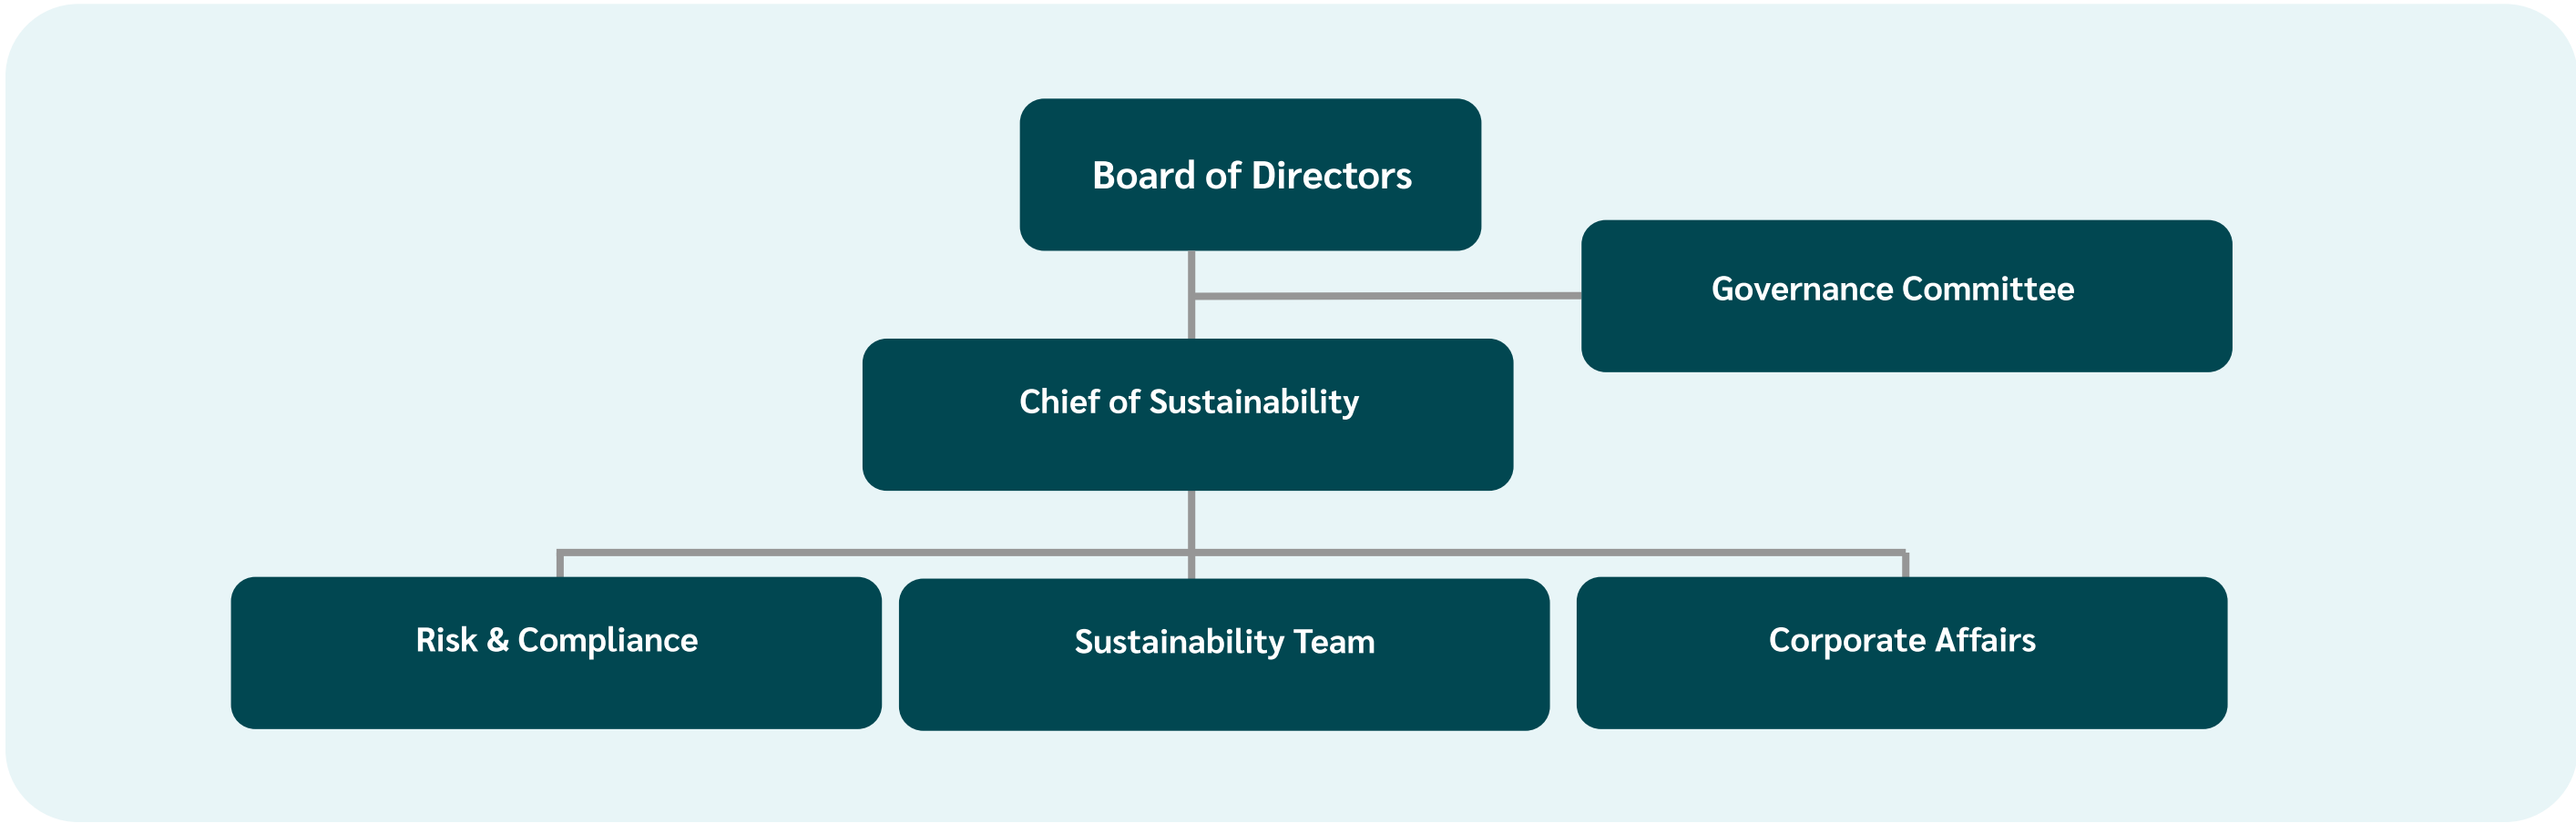 Board of Directors
Governance Committee
Chief of Sustainability
Risk & Compliance
Sustainability Team
Corporate Affairs